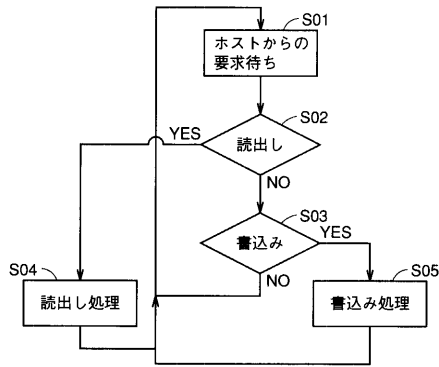 S01
ホストからの
要求待ち
S02
YES
読出し
NO
S03
YES
書込み
S04
NO
S05
読出し処理
書込み処理